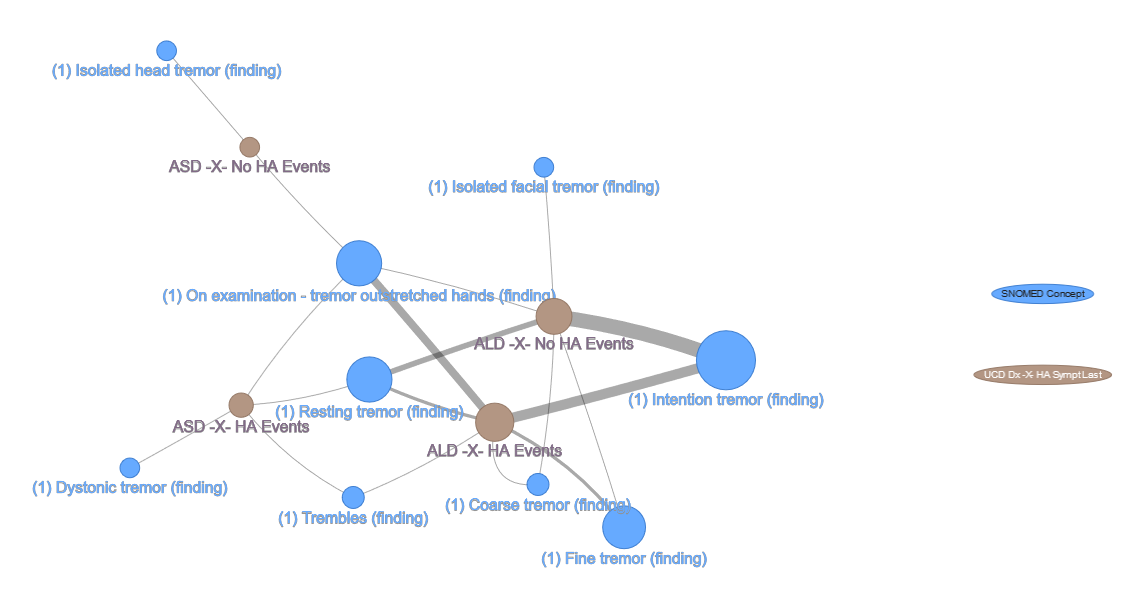 (1) Isolated head tremor (finding)
ASD -X- No HA Events
(1) Isolated facial tremor (finding)
(1) On examination - tremor outstretched hands (finding)
SNOMED Concept
ALD -X- No HA Events
UCD Dx -X- HA SymptLast
(1) Intention tremor (finding)
(1) Resting tremor (finding)
ASD -X- HA Events
ALD -X- HA Events
(1) Dystonic tremor (finding)
(1) Coarse tremor (finding)
(1) Trembles (finding)
(1) Fine tremor (finding)